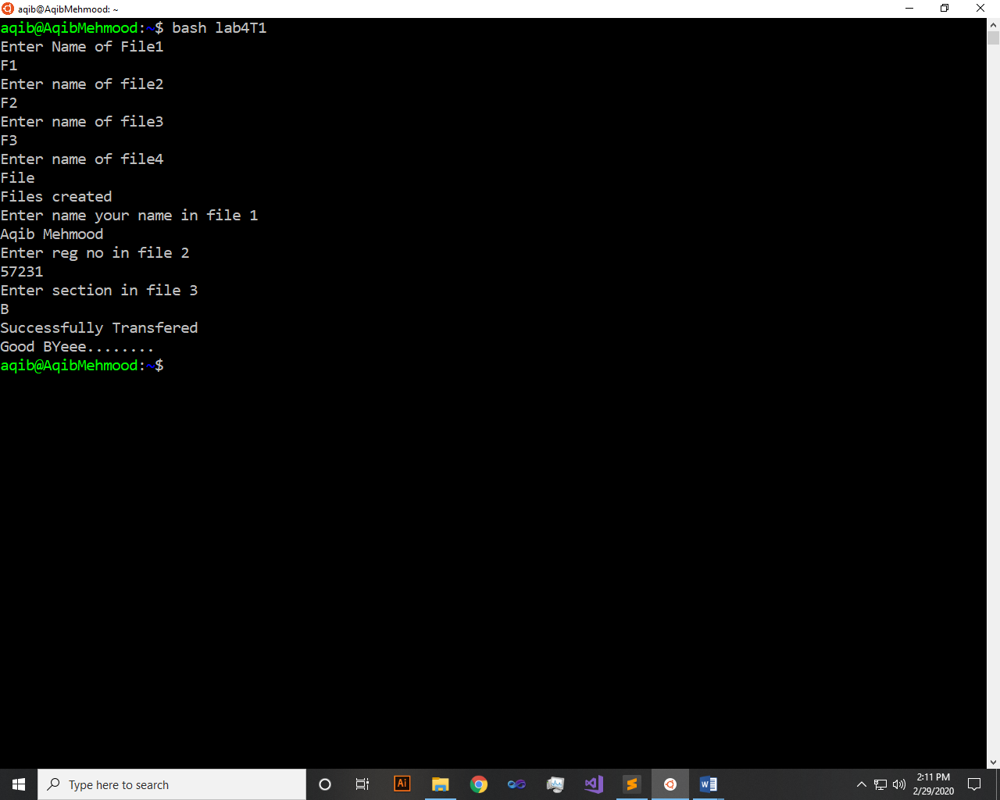 aqib@AqibMehmood: ~
aqib@AqibMehmood:~$ bash lab4T1
Enter Name of File1
F1
Enter name of file2
F2
Enter name of file3
F3
Enter name of file4
File
Files created
Enter name your name in file 1
Aqib Mehmood
Enter reg no in file 2
57231
Enter section in file 3
B
Successfully Transfered
Good BYeee........
aqib@AqibMehmood:~$
Type here to search
Ai
W
2:11 PM
2/29/2020